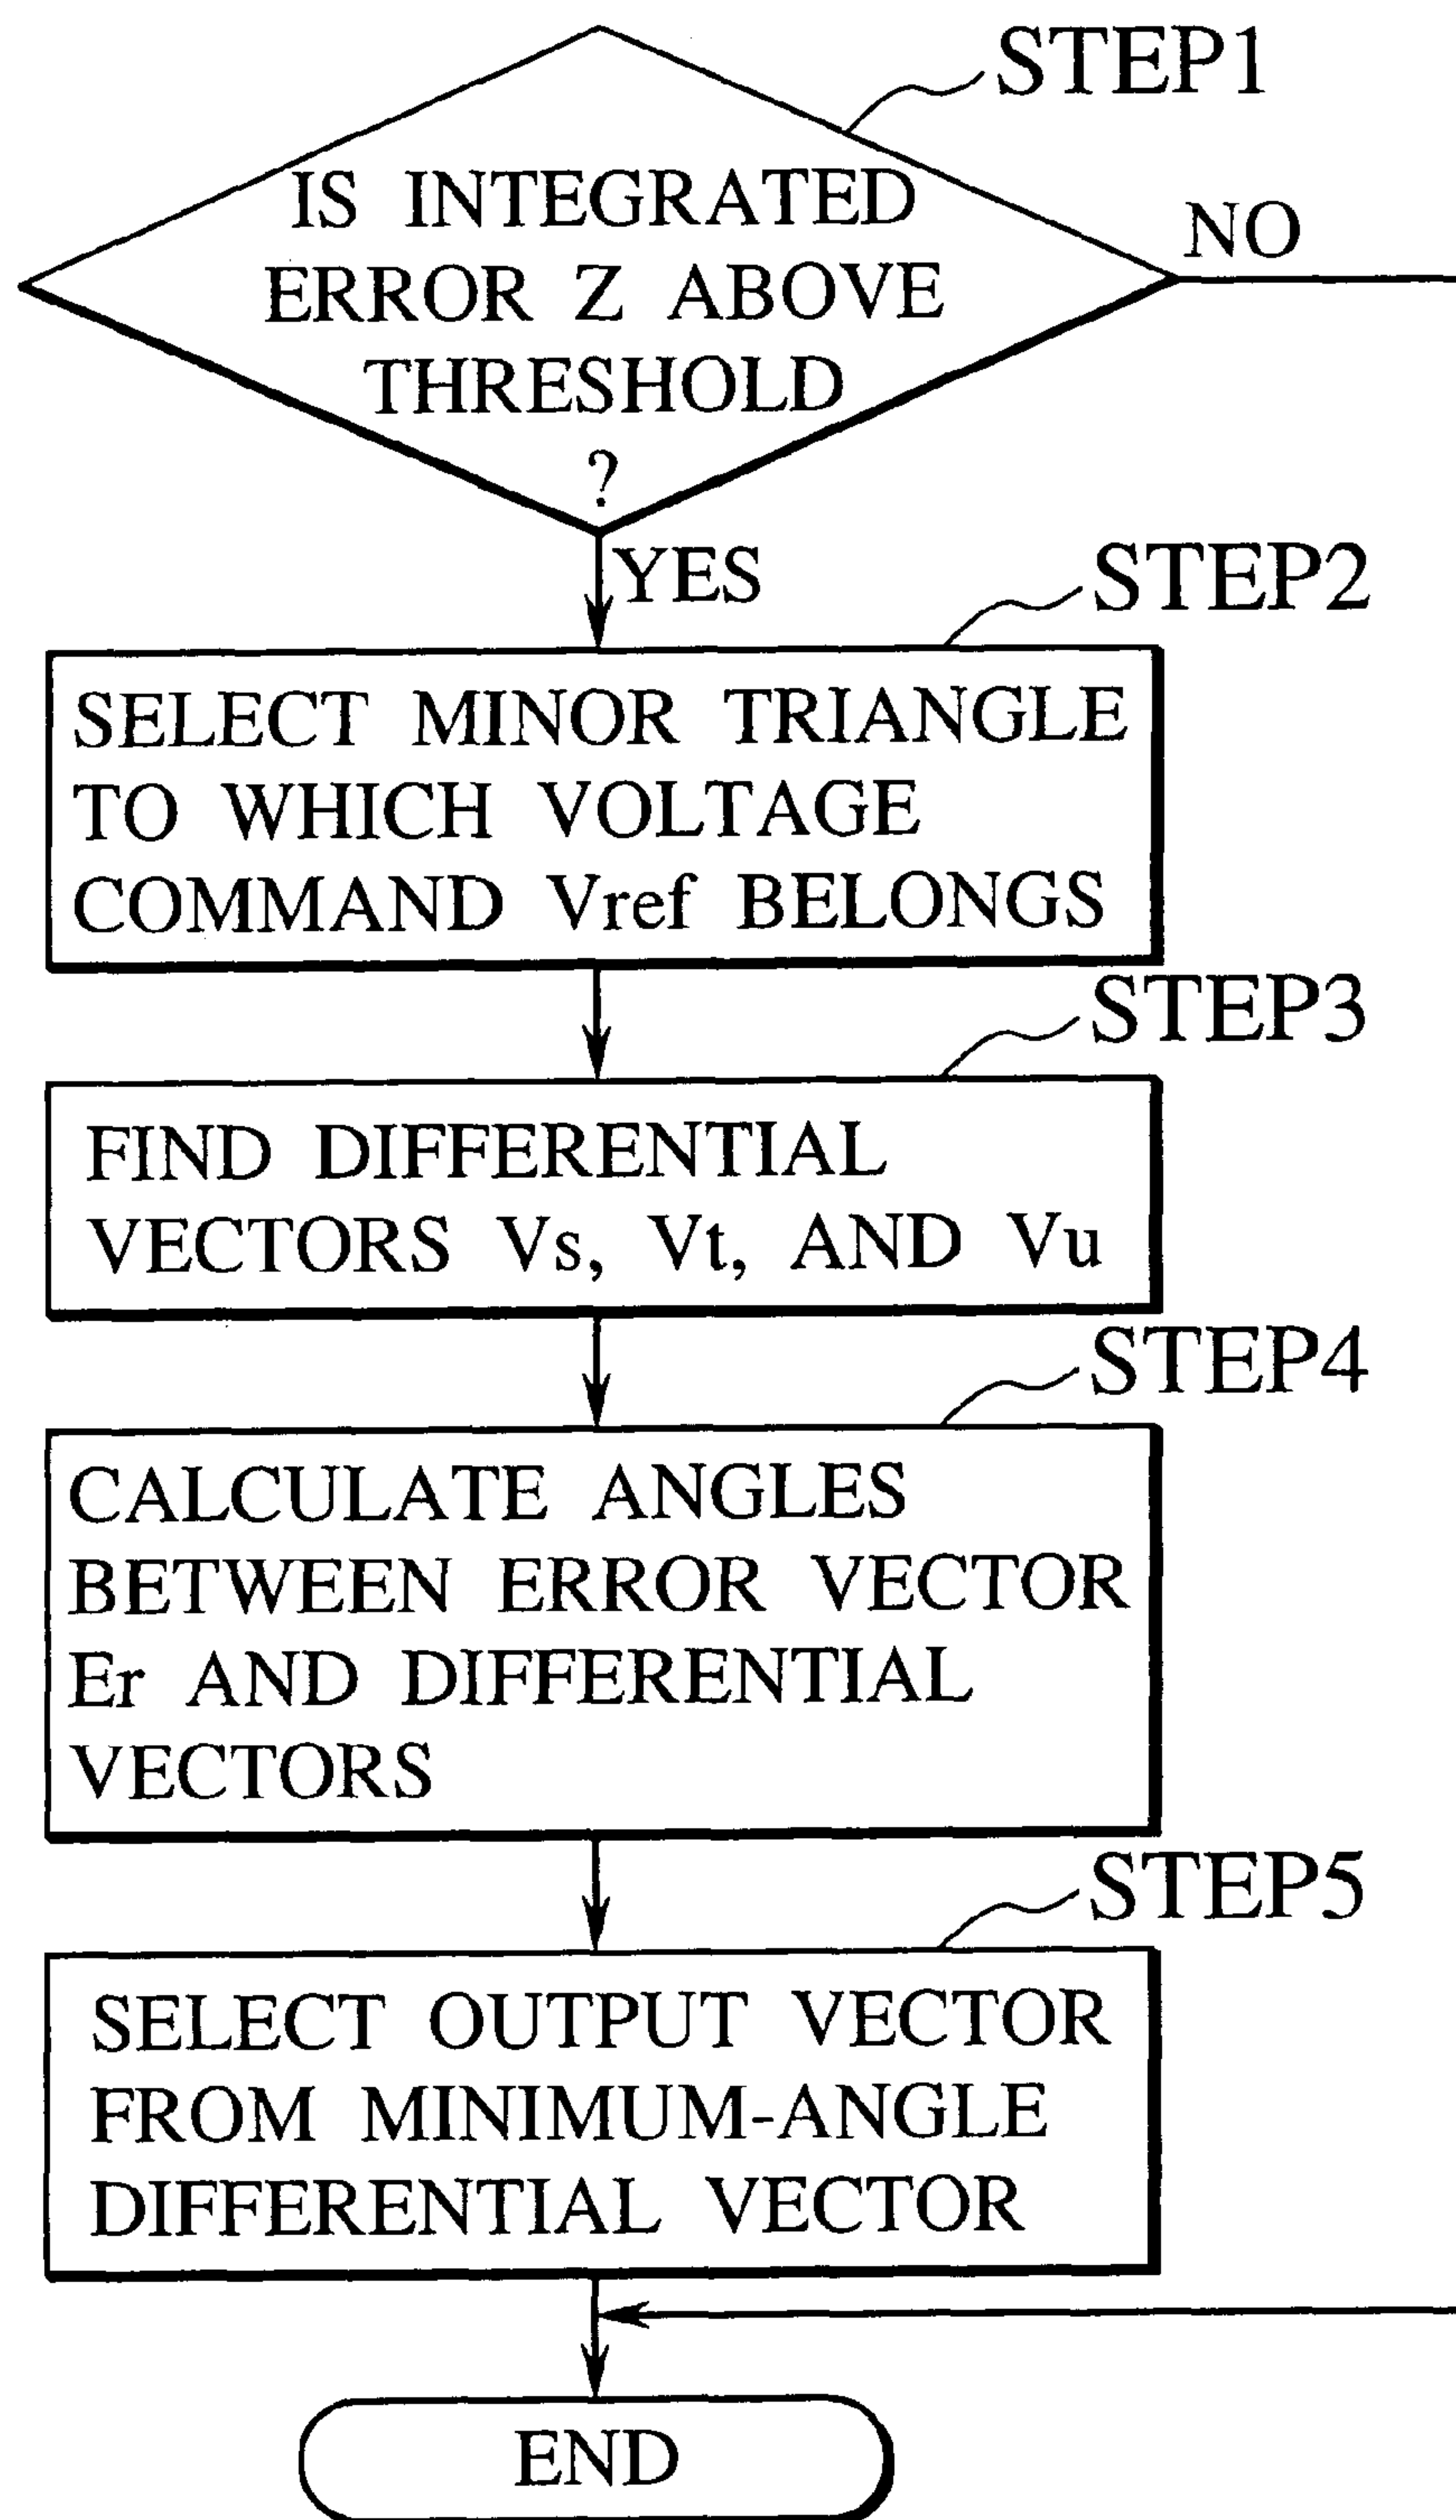 STEP1
IS INTEGRATED
ERROR Z ABOVE
THRESHOLD
?
NO
YES
STEP2
SELECT MINOR TRIANGLE
TO WHICH VOLTAGE
COMMAND Vref BELONGS
STEP3
FIND DIFFERENTIAL
VECTORS Vs, Vt, AND Vu
STEP4
CALCULATE ANGLES
BETWEEN ERROR VECTOR
Er AND DIFFERENTIAL
VECTORS
STEP5
SELECT OUTPUT VECTOR
FROM MINIMUM-ANGLE
DIFFERENTIAL VECTOR
END